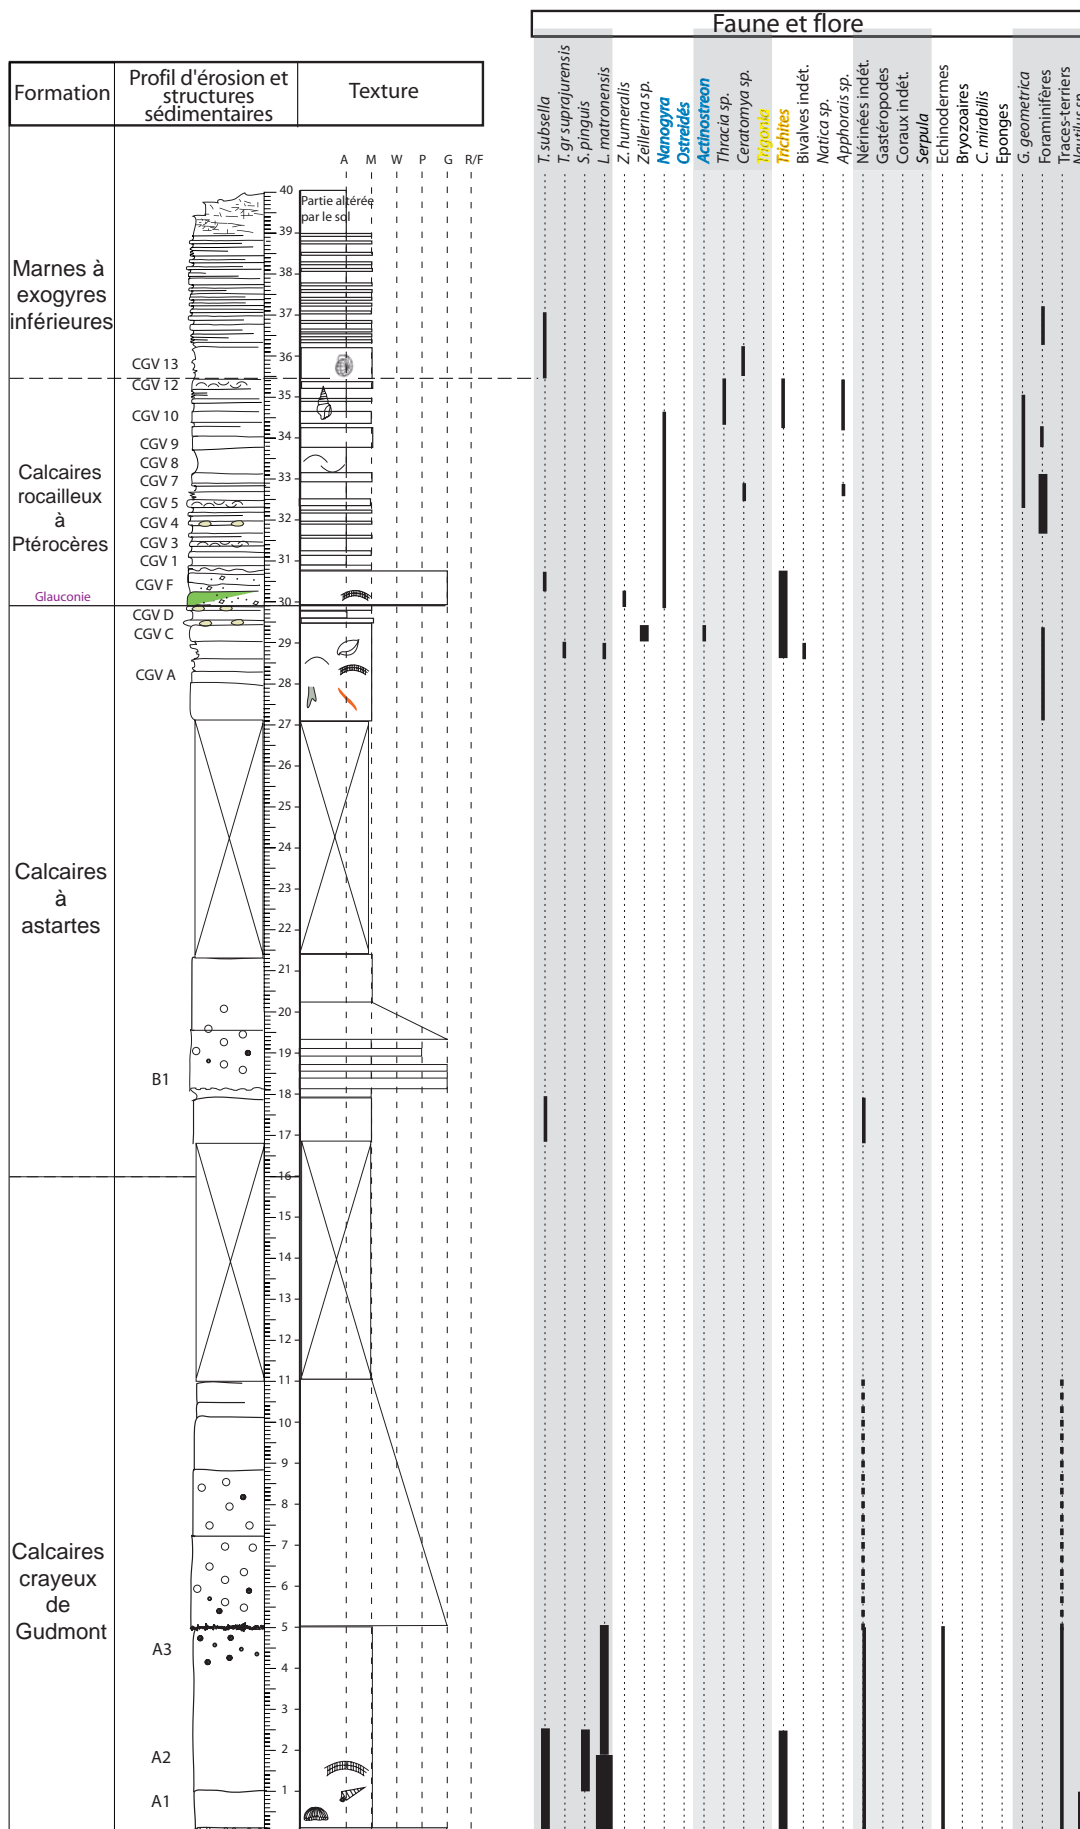 Faune et flore
Formation
Profil d'érosion et
structures
sédimentaires
Texture
T. subsella
T. gr suprajurensis
S. pinguis
L. matronensis
Z. humeralis
Zeillerina sp.
Nanogyra
Ostreidés
Actinostreon
Thracia sp.
Ceratomya sp.
Trigonia
Trichites
Bivalves indét.
Natica sp.
Apphorais sp.
Nérinées indét.
Gastéropodes
Coraux indét.
Serpula
Echinodermes
Bryozoaires
C. mirabilis
Eponges
G. geometrica
Foraminifères
Traces-terriers
Nautilus sp.
A M W P G R/F
40
Partie altérée
par le sol
39
38
Marnes à
exogyres
inférieures
37
36
CGV 13
CGV 12
35
CGV 10
34
CGV 9
CGV 8
33
CGV 7
Calcaires
rocailleux
à
Ptérocères
CGV 5
32
CGV 4
CGV 3
31
CGV 1
CGV F
Glauconie
30
CGV D
CGV C
29
CGV A
28
27
26
25
24
23
Calcaires
à
astartes
22
21
20
19
B1
18
17
16
15
14
13
12
11
10
9
8
7
6
Calcaires
crayeux
de
Gudmont
5
A3
4
3
2
A2
1
A1